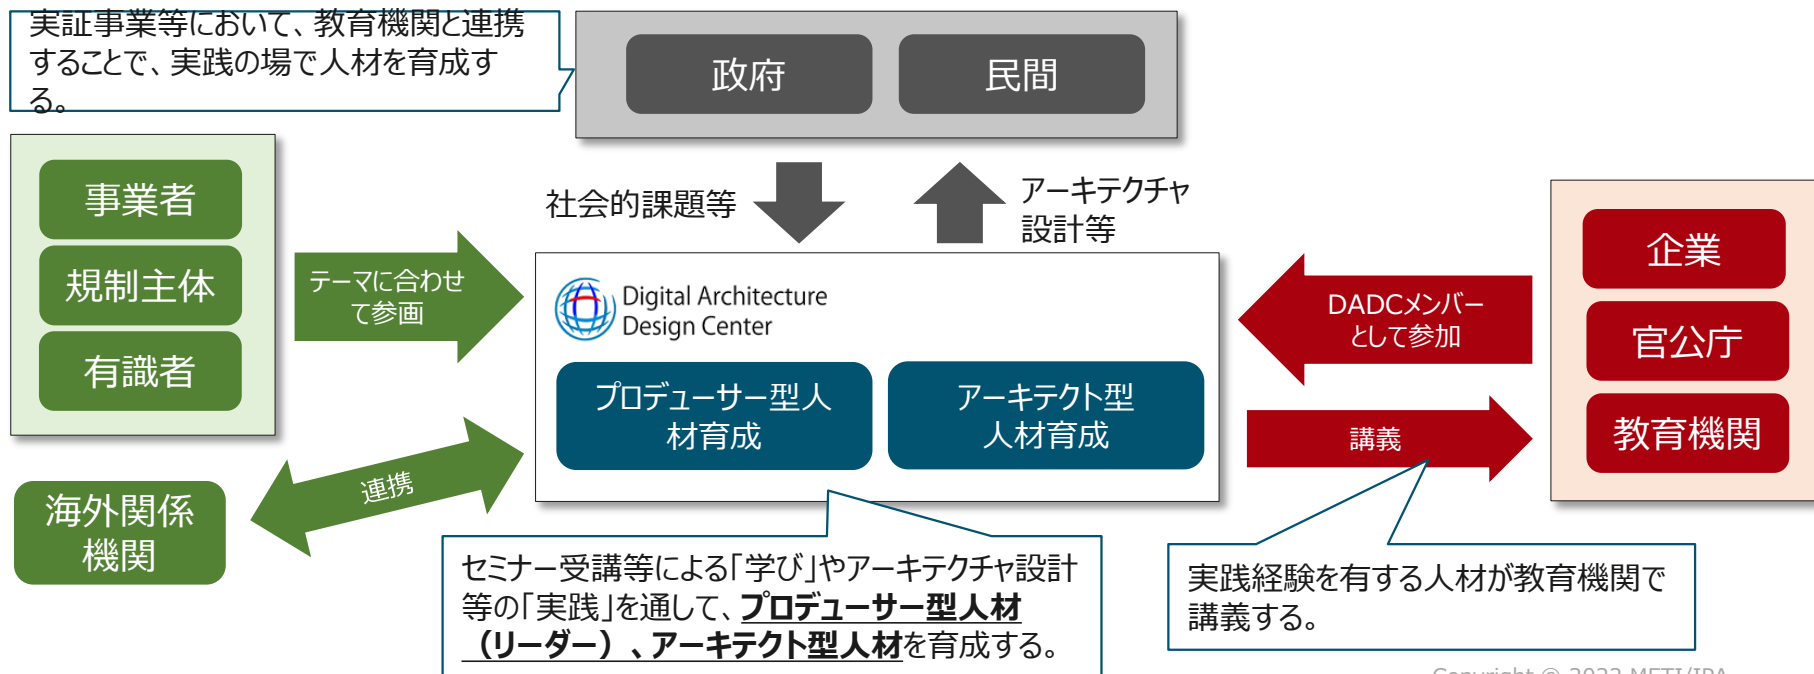 実証事業等において、教育機関と連携
することで、実践の場で人材を育成す
る。
政府
民間
事業者
規制主体
有識者
社会的課題等
アーキテクチャ
設計等
テーマに合わせ
て参画
Digital Architecture
Design Center
プロデューサー型人
材育成
アーキテクト型
人材育成
DADCメンバー
として参加
講義
企業
官公庁
教育機関
連携
海外関係
機関
セミナー受講等による「学び」やアーキテクチャ設計
等の「実践」を通して、プロデューサー型人材
（リーダー）、アーキテクト型人材を育成する。
実践経験を有する人材が教育機関で
講義する。
Copyright © 2022 METI/IPA